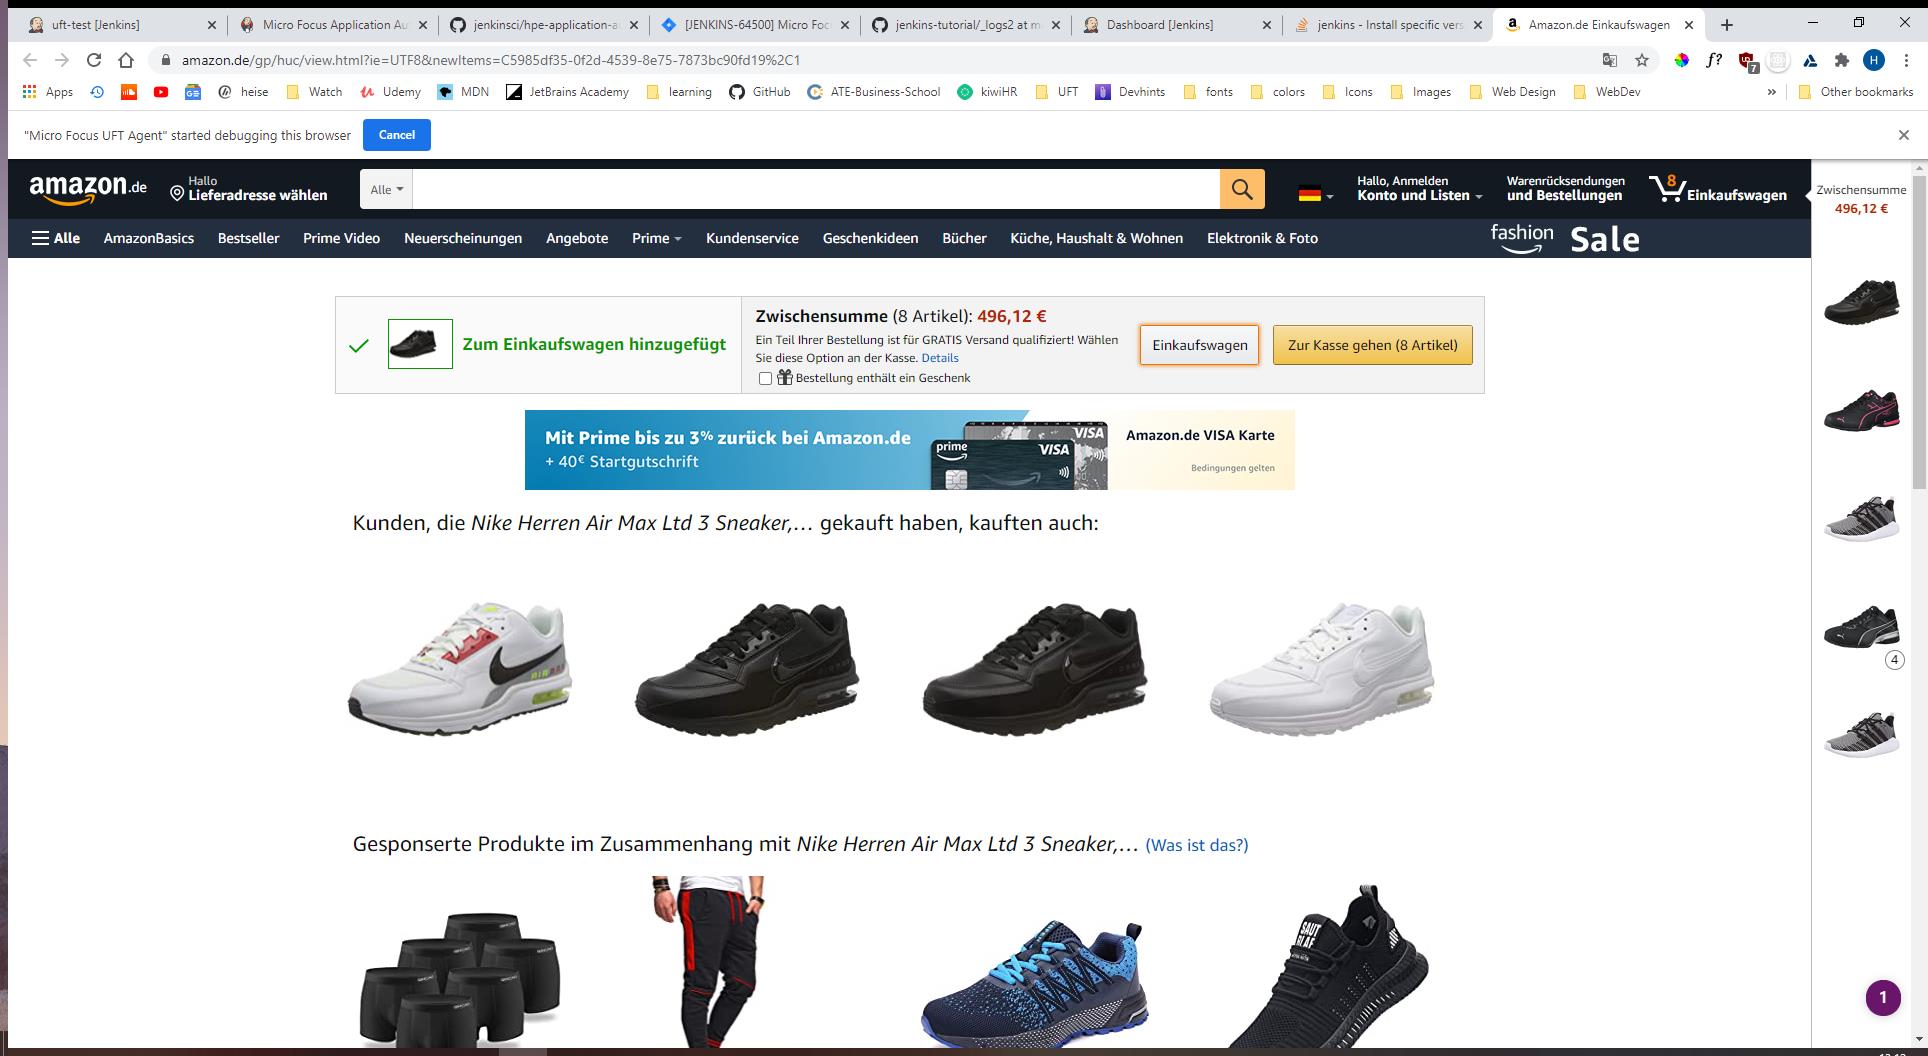 uft-test [Jenkins]
Micro Focus Application Au
jenkinsci/hpe-application-a
[JENKINS-64500] Micro Foc
jenkins-tutorial/_logs2 at m
Dashboard [Jenkins]
jenkins - Install specific vers
Amazon.de Einkaufswagen
amazon.de/gp/huc/view.html?ie=UTF8&newItems=C5985df35-0f2d-4539-8e75-7873bc90fd19%2C1
f?
7
H
Apps
heise
Watch
Udemy
MDN
JetBrains Academy
learning
GitHub
ATE-Business-School
kiwiHR
UFT
Devhints
fonts
colors
Icons
Images
Web Design
WebDev
»
Other bookmarks
"Micro Focus UFT Agent" started debugging this browser
Cancel
amazon.de
Hallo
Lieferadresse wählen
Alle
Hallo, Anmelden
Konto und Listen
Warenrücksendungen
und Bestellungen
8
Einkaufswagen
Zwischensumme
496,12 €
Alle
AmazonBasics
Bestseller
Prime Video
Neuerscheinungen
Angebote
Prime
Kundenservice
Geschenkideen
Bücher
Küche, Haushalt & Wohnen
Elektronik & Foto
fashion
Sale
Zum Einkaufswagen hinzugefügt
Zwischensumme (8 Artikel): 496,12 €
Ein Teil Ihrer Bestellung ist für GRATIS Versand qualifiziert! Wählen
Sie diese Option an der Kasse. Details
Bestellung enthält ein Geschenk
Einkaufswagen
Zur Kasse gehen (8 Artikel)
Mit Prime bis zu 3% zurück bei Amazon.de
+ 40€ Startgutschrift
prime
VISA
VISA
Amazon.de VISA Karte
Bedingungen gelten
Kunden, die Nike Herren Air Max Ltd 3 Sneaker,… gekauft haben, kauften auch:
4
Gesponserte Produkte im Zusammenhang mit Nike Herren Air Max Ltd 3 Sneaker,… (Was ist das?)
1